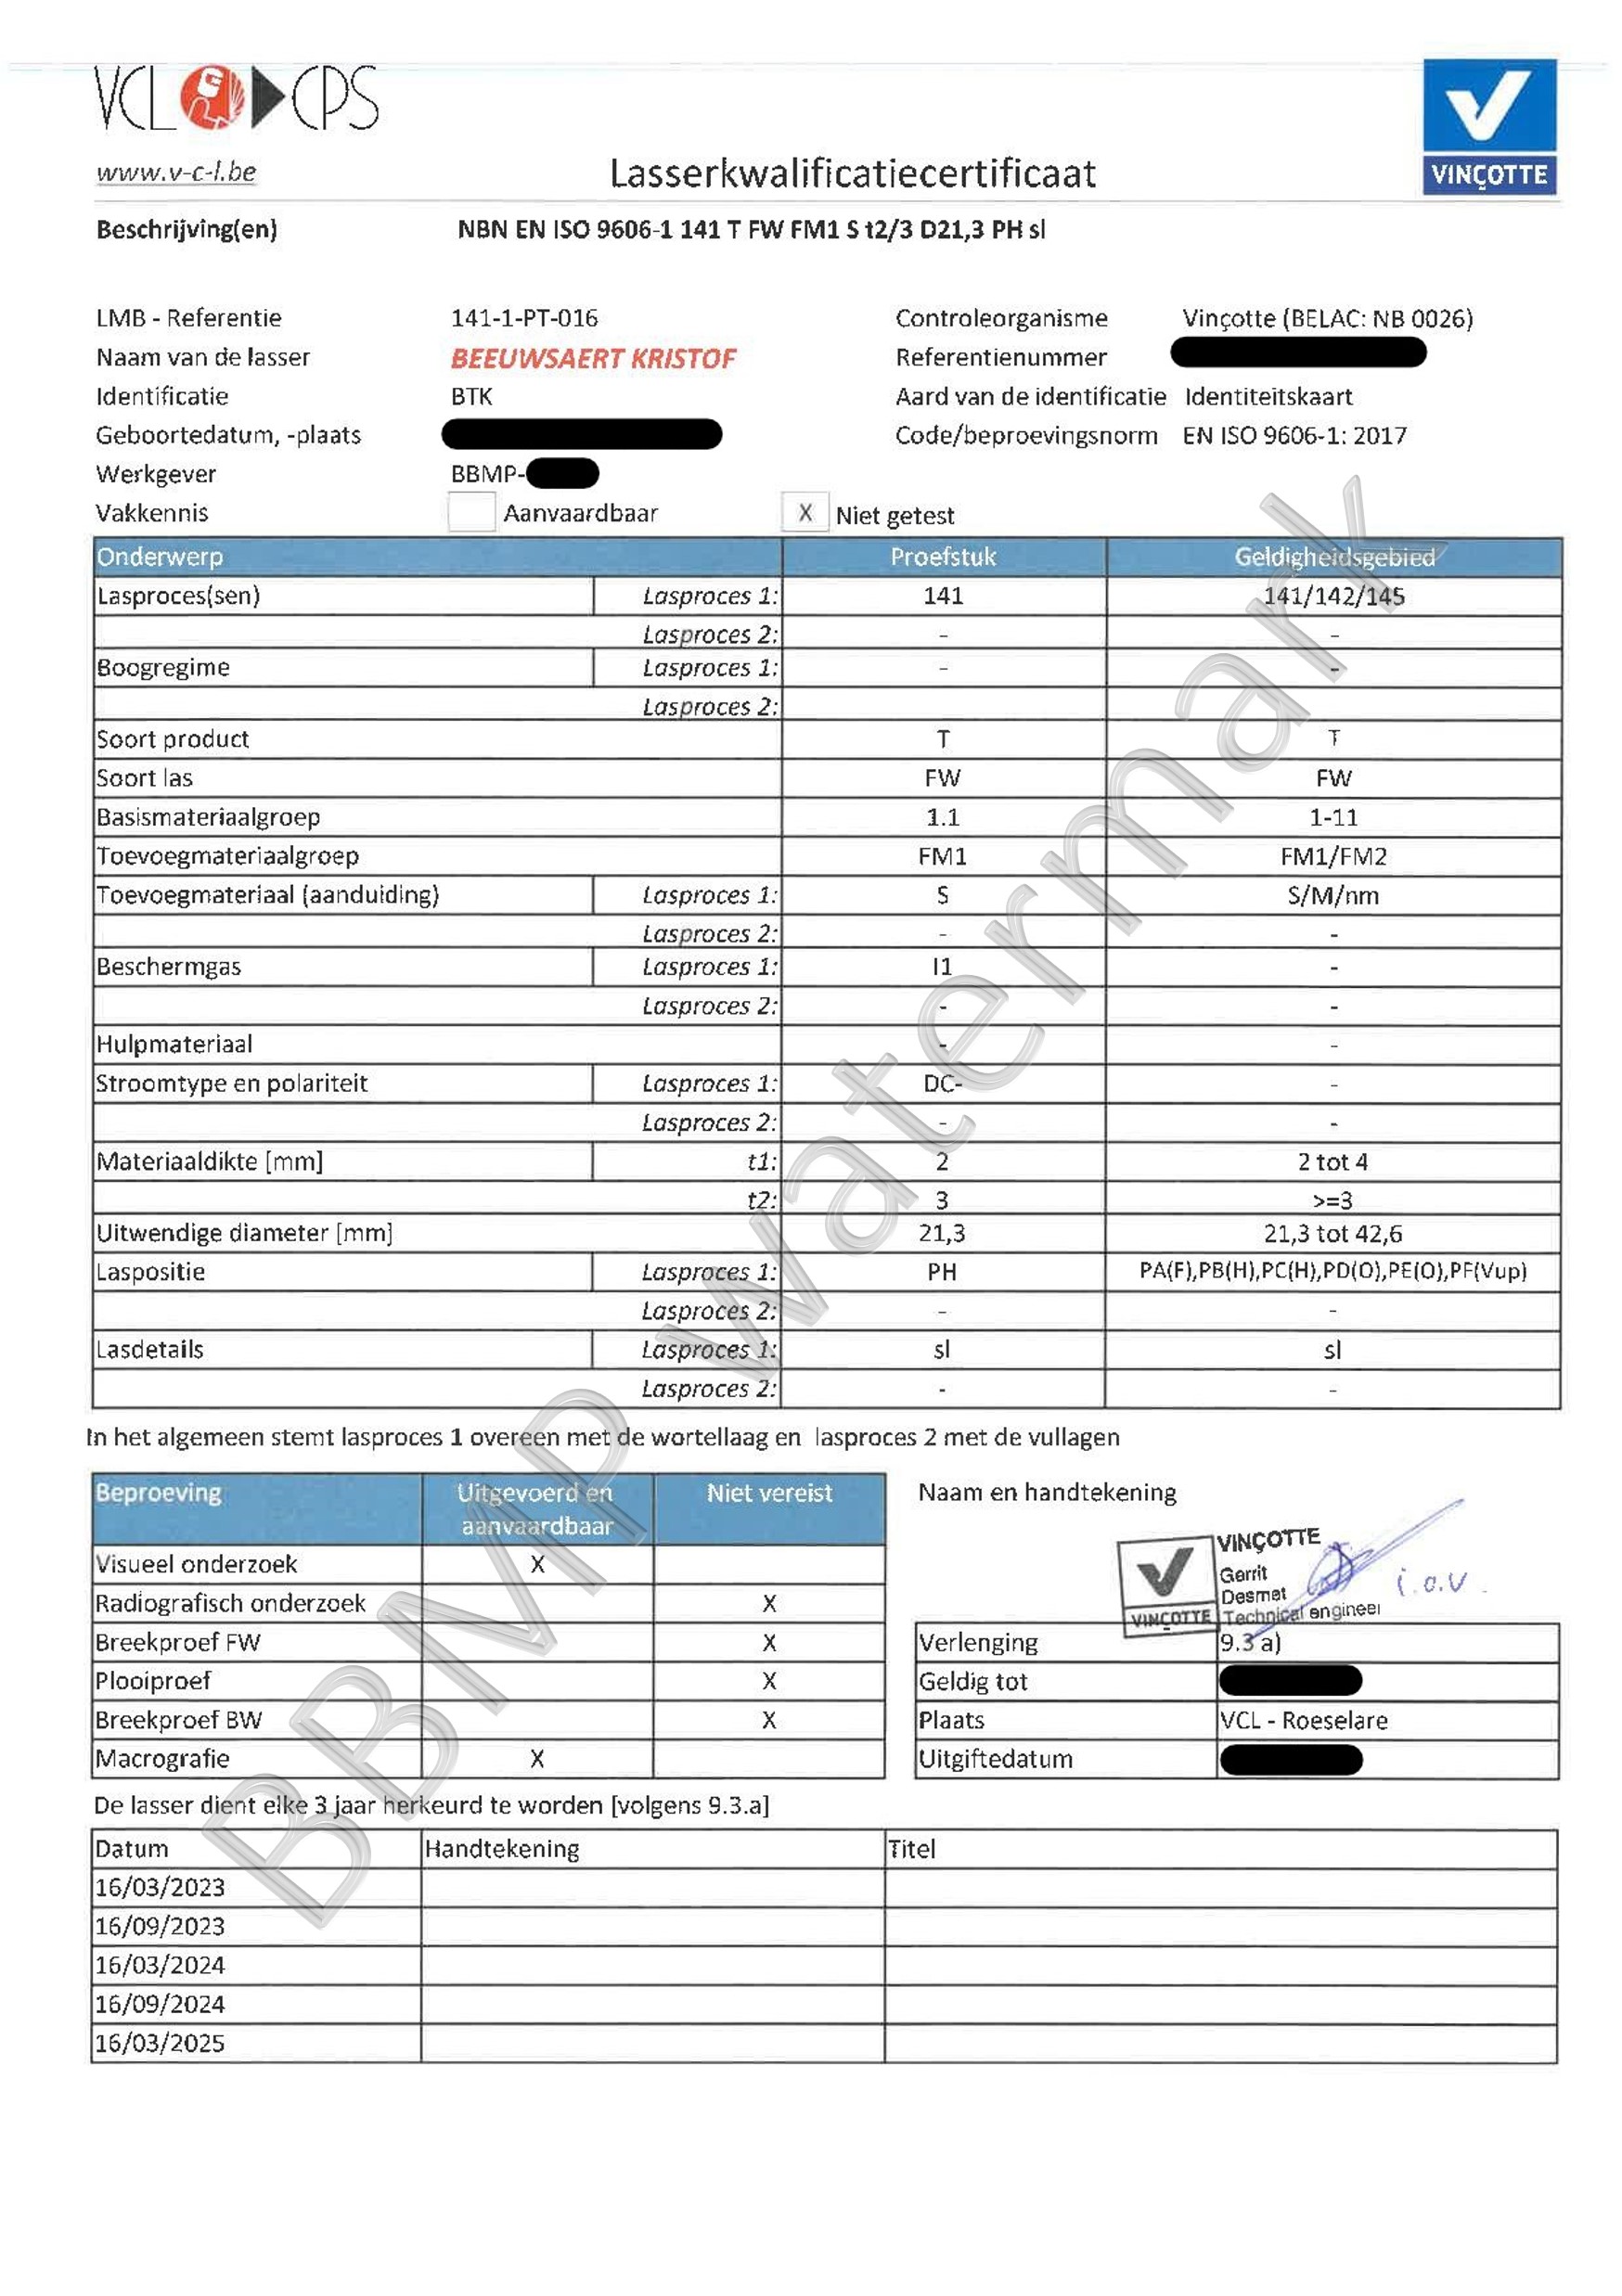 VCL CPS
VINÇOTTE
www.v-c-l.be
Lasserkwalificatiecertificaat
Beschrijving(en) NBN EN ISO 9606-1 141 T FW FM1 S t2/3 D21,3 PH sl
LMB - Referentie 141-1-PT-016 Controleorganisme Vinçotte (BELAC: NB 0026)
Naam van de lasser BEEUWSAERT KRISTOF Referentienummer
Identificatie BTK Aard van de identificatie Identiteitskaart
Geboortedatum, -plaats Code/beproevingsnorm EN ISO 9606-1: 2017
Werkgever BBMP-
Vakkennis Aanvaardbaar X Niet getest
Onderwerp Proefstuk Geldigheidsgebied
Lasproces(sen) Lasproces 1: 141 141/142/145
Lasproces 2: - -
Boogregime Lasproces 1: - -
Lasproces 2:
Soort product T T
Soort las FW FW
Basismateriaalgroep 1.1 1-11
Toevoegmateriaalgroep FM1 FM1/FM2
Toevoegmateriaal (aanduiding) Lasproces 1: S S/M/nm
Lasproces 2: - -
Beschermgas Lasproces 1: I1 -
Lasproces 2: - -
Hulpmateriaal - -
Stroomtype en polariteit Lasproces 1: DC- -
Lasproces 2: - -
Materiaaldikte [mm] t1: 2 2 tot 4
t2: 3 >=3
Uitwendige diameter [mm] 21,3 21,3 tot 42,6
Laspositie Lasproces 1: PH PA(F),PB(H),PC(H),PD(O),PE(O),PF(Vup)
Lasproces 2: - -
Lasdetails Lasproces 1: sl sl
Lasproces 2: - -
In het algemeen stemt lasproces 1 overeen met de wortellaag en lasproces 2 met de vullagen
Beproeving Uitgevoerd en aanvaardbaar Niet vereist
Visueel onderzoek X
Radiografisch onderzoek X
Breekproef FW X
Plooiproef X
Breekproef BW X
Macrografie X
Naam en handtekening
VINÇOTTE
VINÇOTTE
Gerrit
Desmet
Technical engineer
i.o.v.
Verlenging 9.3 a)
Geldig tot
Plaats VCL - Roeselare
Uitgiftedatum
De lasser dient elke 3 jaar herkeurd te worden [volgens 9.3.a]
Datum Handtekening Titel
16/03/2023
16/09/2023
16/03/2024
16/09/2024
16/03/2025
BBMP watermark